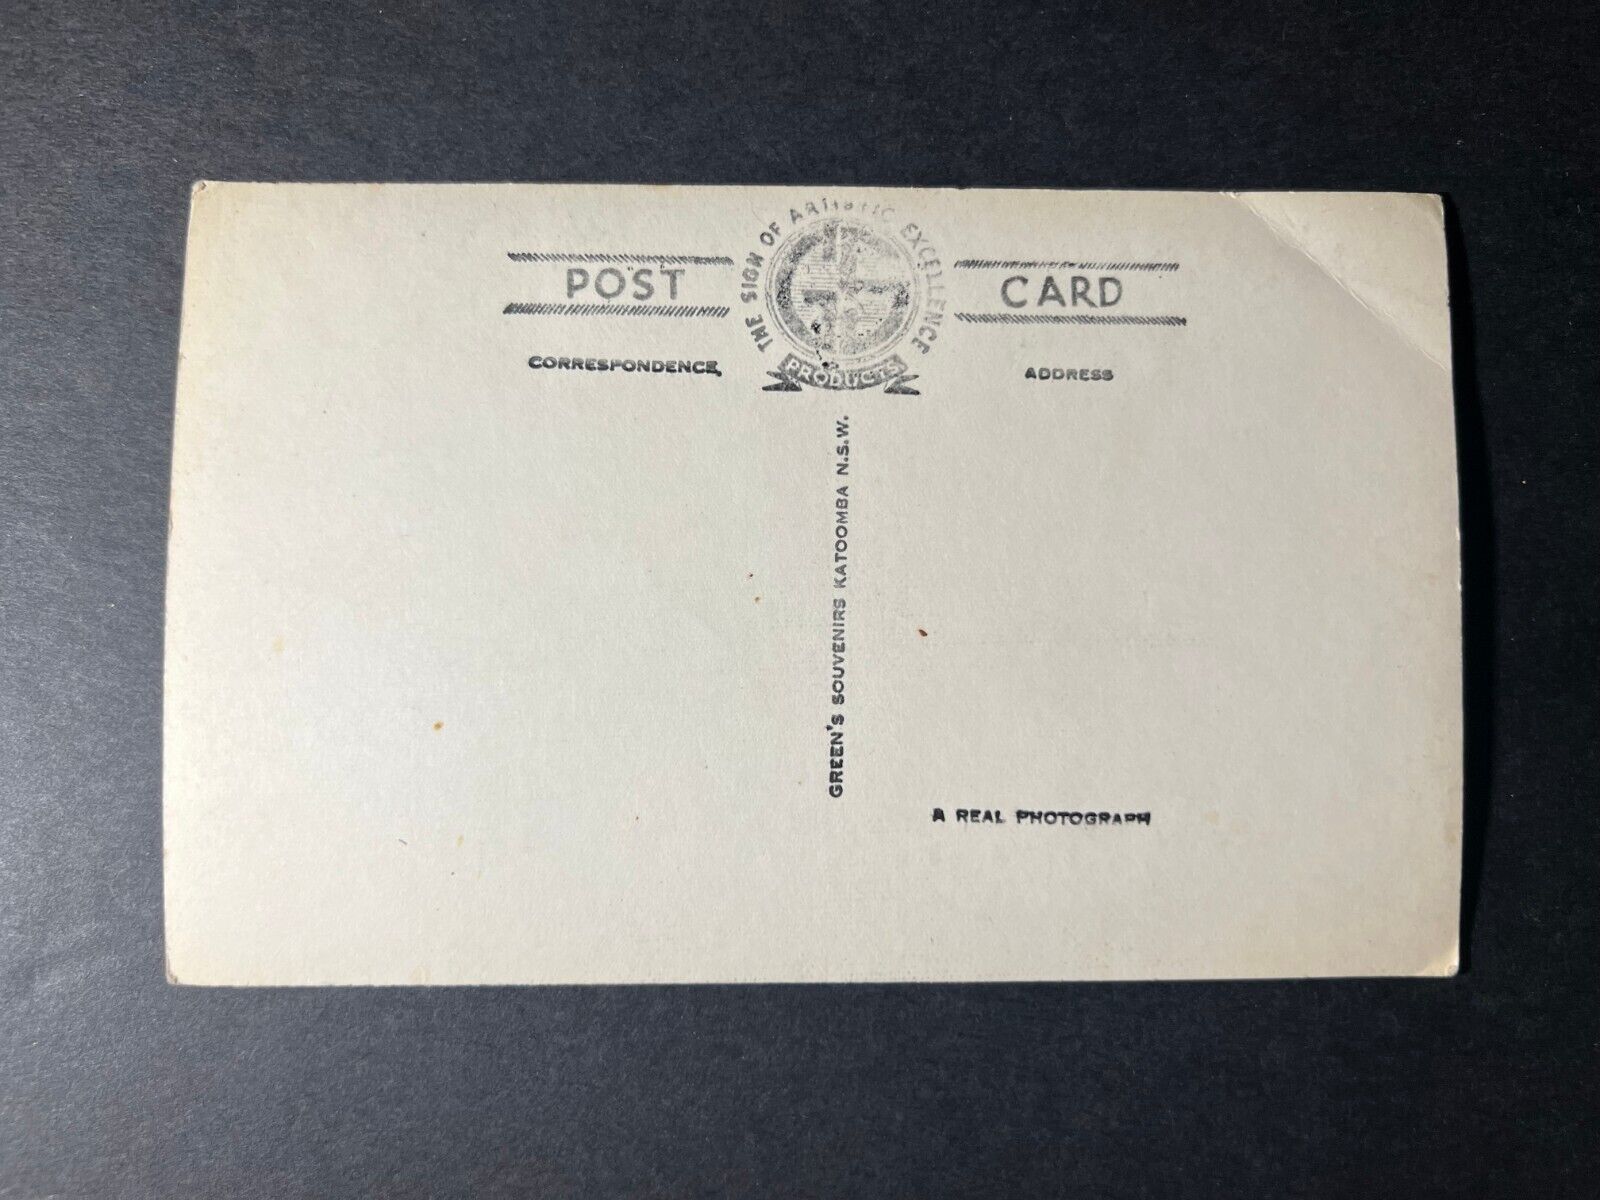 THE SIGN OF ARTISTIC EXCELLENCE
POST CARD
PRODUCTS
CORRESPONDENCE
ADDRESS
GREEN'S SOUVENIRS KATOOMBA N.S.W.
A REAL PHOTOGRAPH